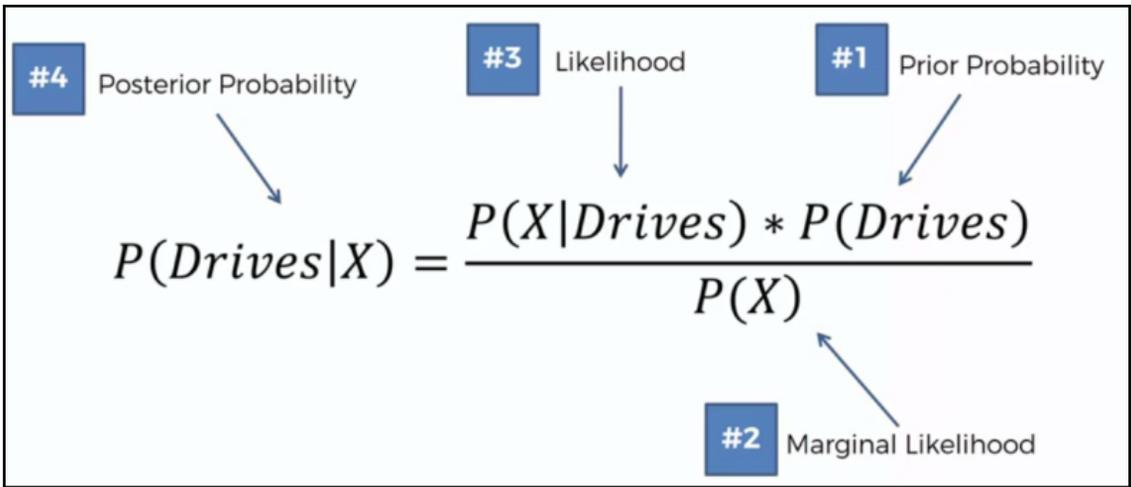 #4 Posterior Probability
#3 Likelihood
#1 Prior Probability
P(Drives|X) = P(X|Drives) * P(Drives)
P(X)
#2 Marginal Likelihood